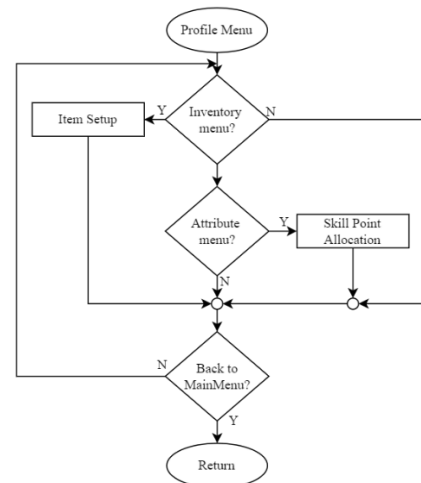 Profile Menu
Inventory
menu?
Y
N
Item Setup
Attribute
menu?
Y
N
Skill Point
Allocation
Back to
MainMenu?
N
Y
Return